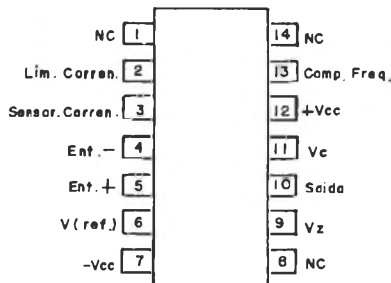 NC 1 14 NC
Lim. Corren. 2 13 Comp. Freq.
Sensor. Corren. 3 12 +Vcc
Ent. - 4 11 Vc
Ent. + 5 10 Saida
V (ref.) 6 9 Vz
-Vcc 7 8 NC